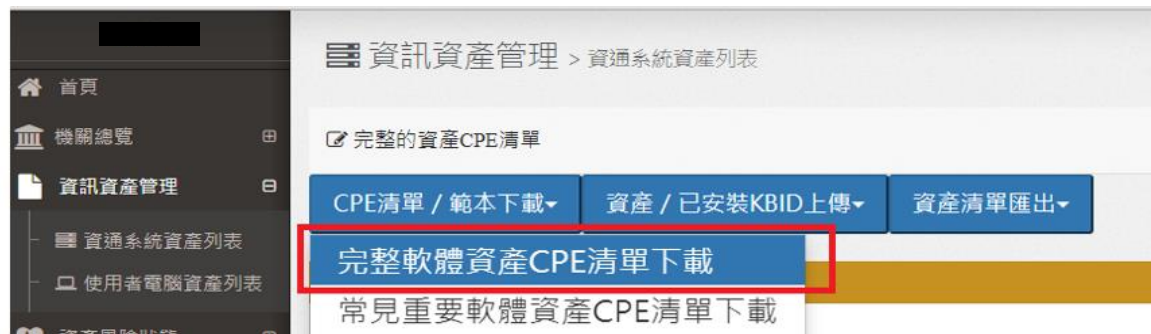 資訊資產管理 > 資通系統資產列表
首頁
機關總覽
資訊資產管理
資通系統資產列表
使用者電腦資產列表
完整的資產CPE清單
CPE清單 / 範本下載
資產 / 已安裝KBID上傳
資產清單匯出
完整軟體資產CPE清單下載
常見重要軟體資產CPE清單下載